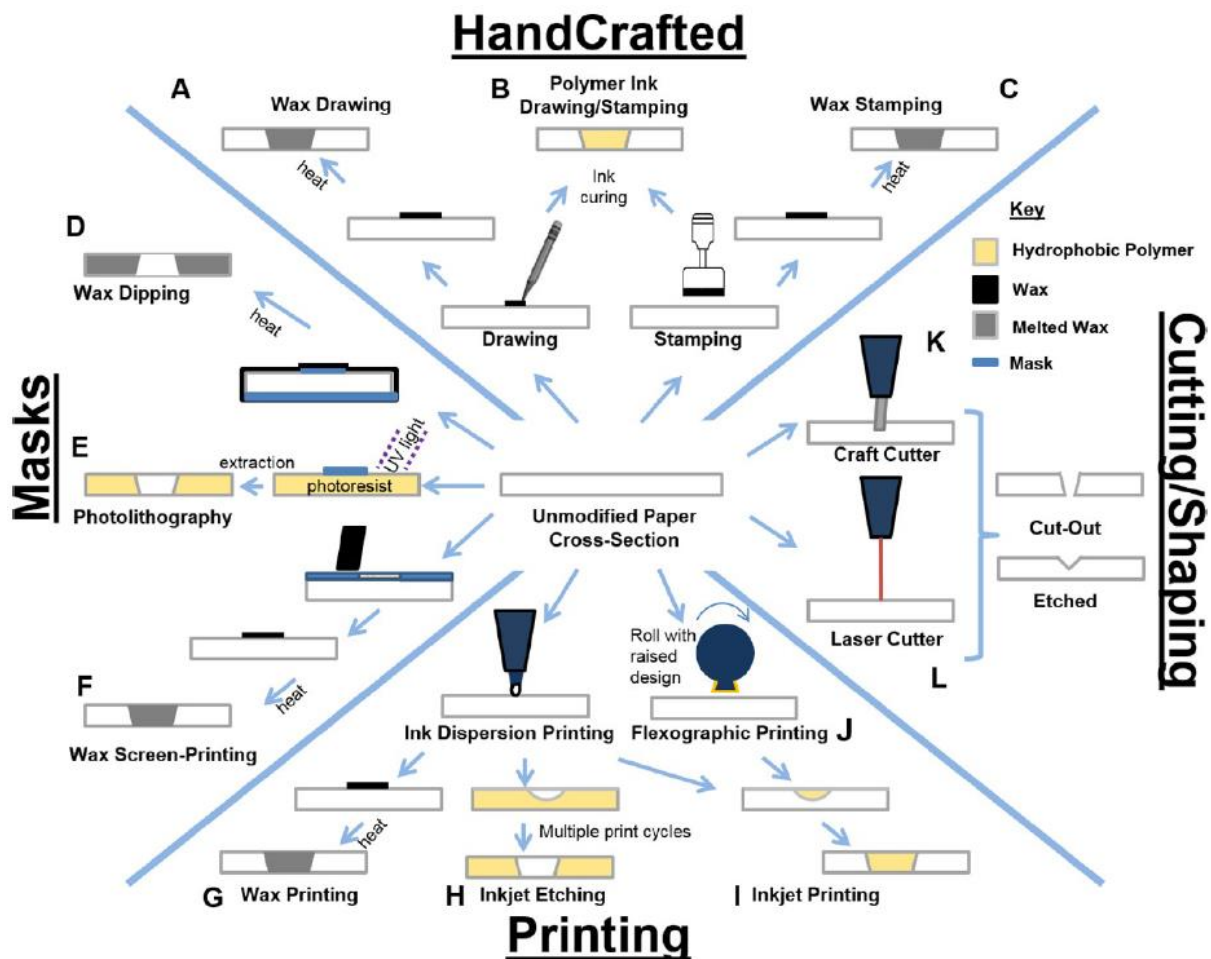 HandCrafted
A
Wax Drawing
heat
B
Polymer Ink
Drawing/Stamping
Ink
curing
Wax Stamping
C
heat
Drawing
Stamping
Key
Hydrophobic Polymer
Wax
Melted Wax
Mask
Masks
D
Wax Dipping
heat
E
extraction
UV light
photoresist
Photolithography
Unmodified Paper
Cross-Section
F
heat
Wax Screen-Printing
Cutting/Shaping
K
Craft Cutter
Laser Cutter
L
Cut-Out
Etched
Ink Dispersion Printing
Roll with
raised
design
Flexographic Printing
J
heat
G
Wax Printing
Multiple print cycles
H
Inkjet Etching
I
Inkjet Printing
Printing